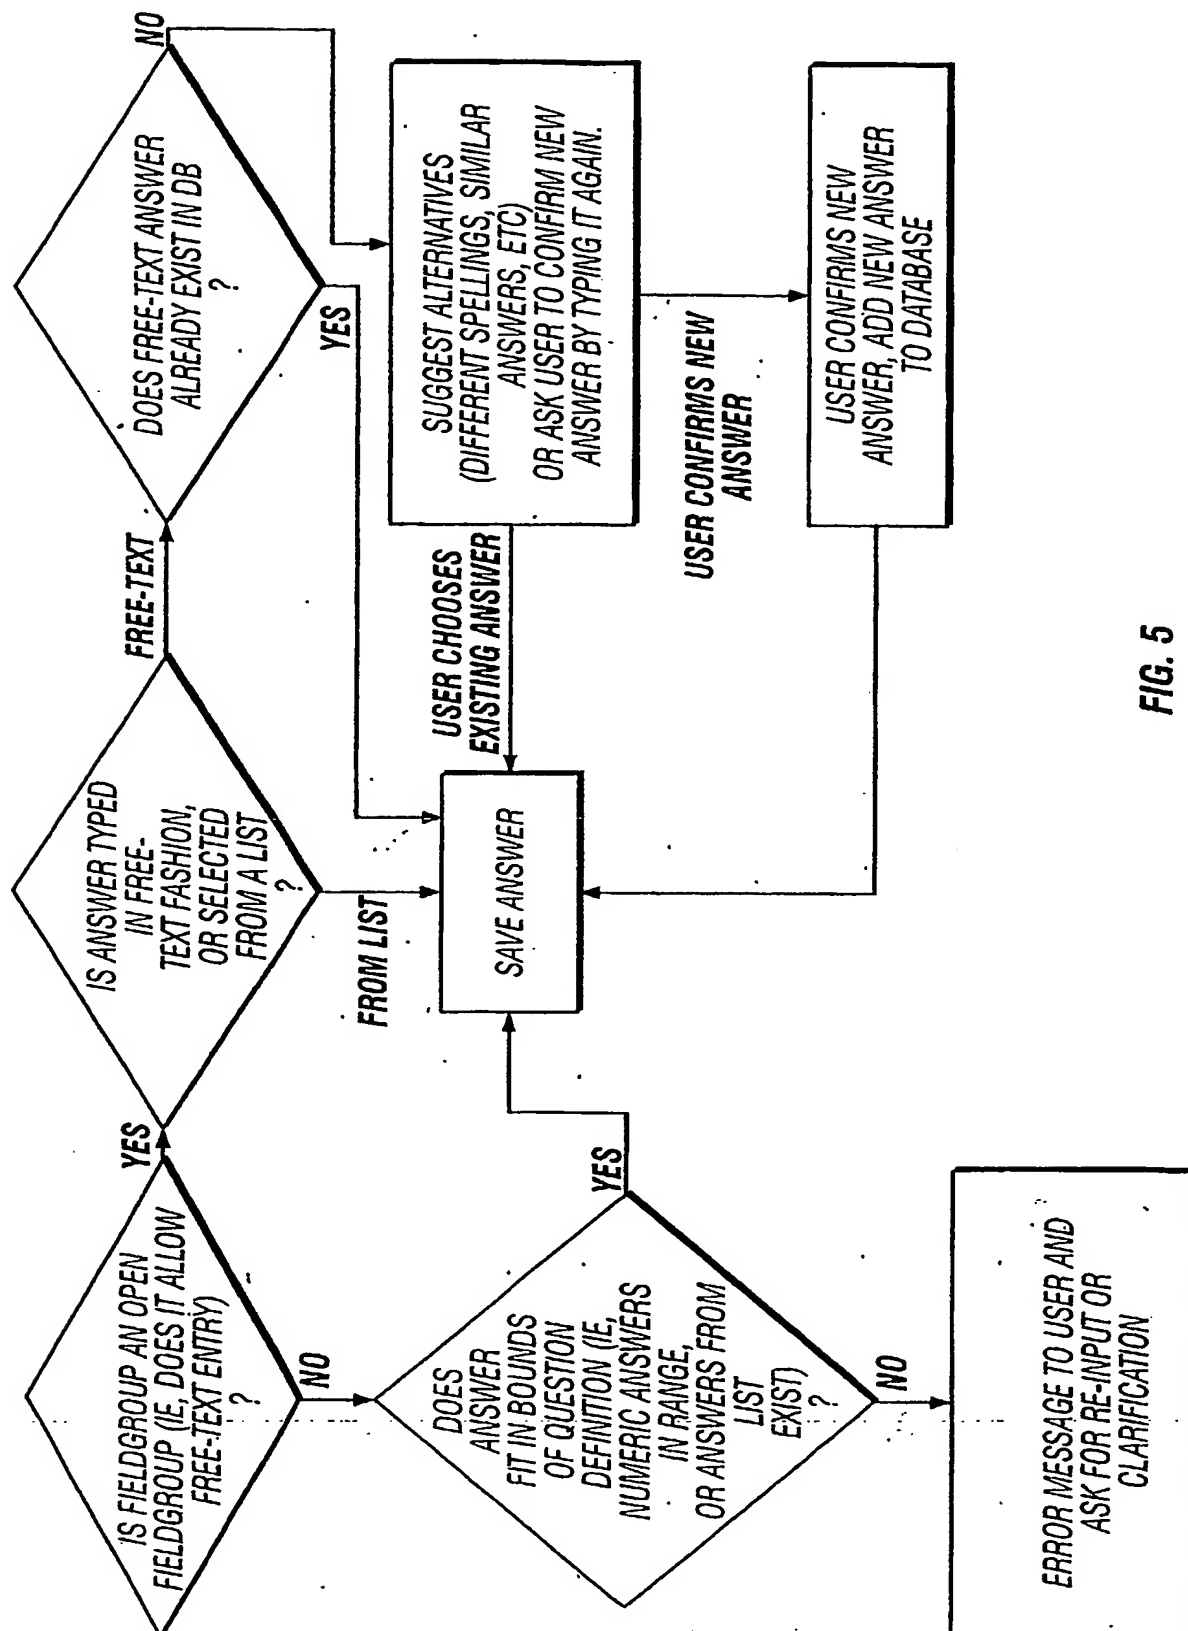 IS FIELDGROUP AN OPEN
FIELDGROUP (IE, DOES IT ALLOW
FREE-TEXT ENTRY)
?
YES
NO
IS ANSWER TYPED
IN FREE-
TEXT FASHION,
OR SELECTED
FROM A LIST
?
FREE-TEXT
FROM LIST
DOES FREE-TEXT ANSWER
ALREADY EXIST IN DB
?
NO
YES
DOES
ANSWER
FIT IN BOUNDS
OF QUESTION
DEFINITION (IE,
NUMERIC ANSWERS
IN RANGE,
OR ANSWERS FROM
LIST
EXIST)
?
YES
NO
SAVE ANSWER
USER CHOOSES
EXISTING ANSWER
SUGGEST ALTERNATIVES
(DIFFERENT SPELLINGS, SIMILAR
ANSWERS, ETC)
OR ASK USER TO CONFIRM NEW
ANSWER BY TYPING IT AGAIN.
USER CONFIRMS NEW
ANSWER
USER CONFIRMS NEW
ANSWER, ADD NEW ANSWER
TO DATABASE
ERROR MESSAGE TO USER AND
ASK FOR RE-INPUT OR
CLARIFICATION
FIG. 5